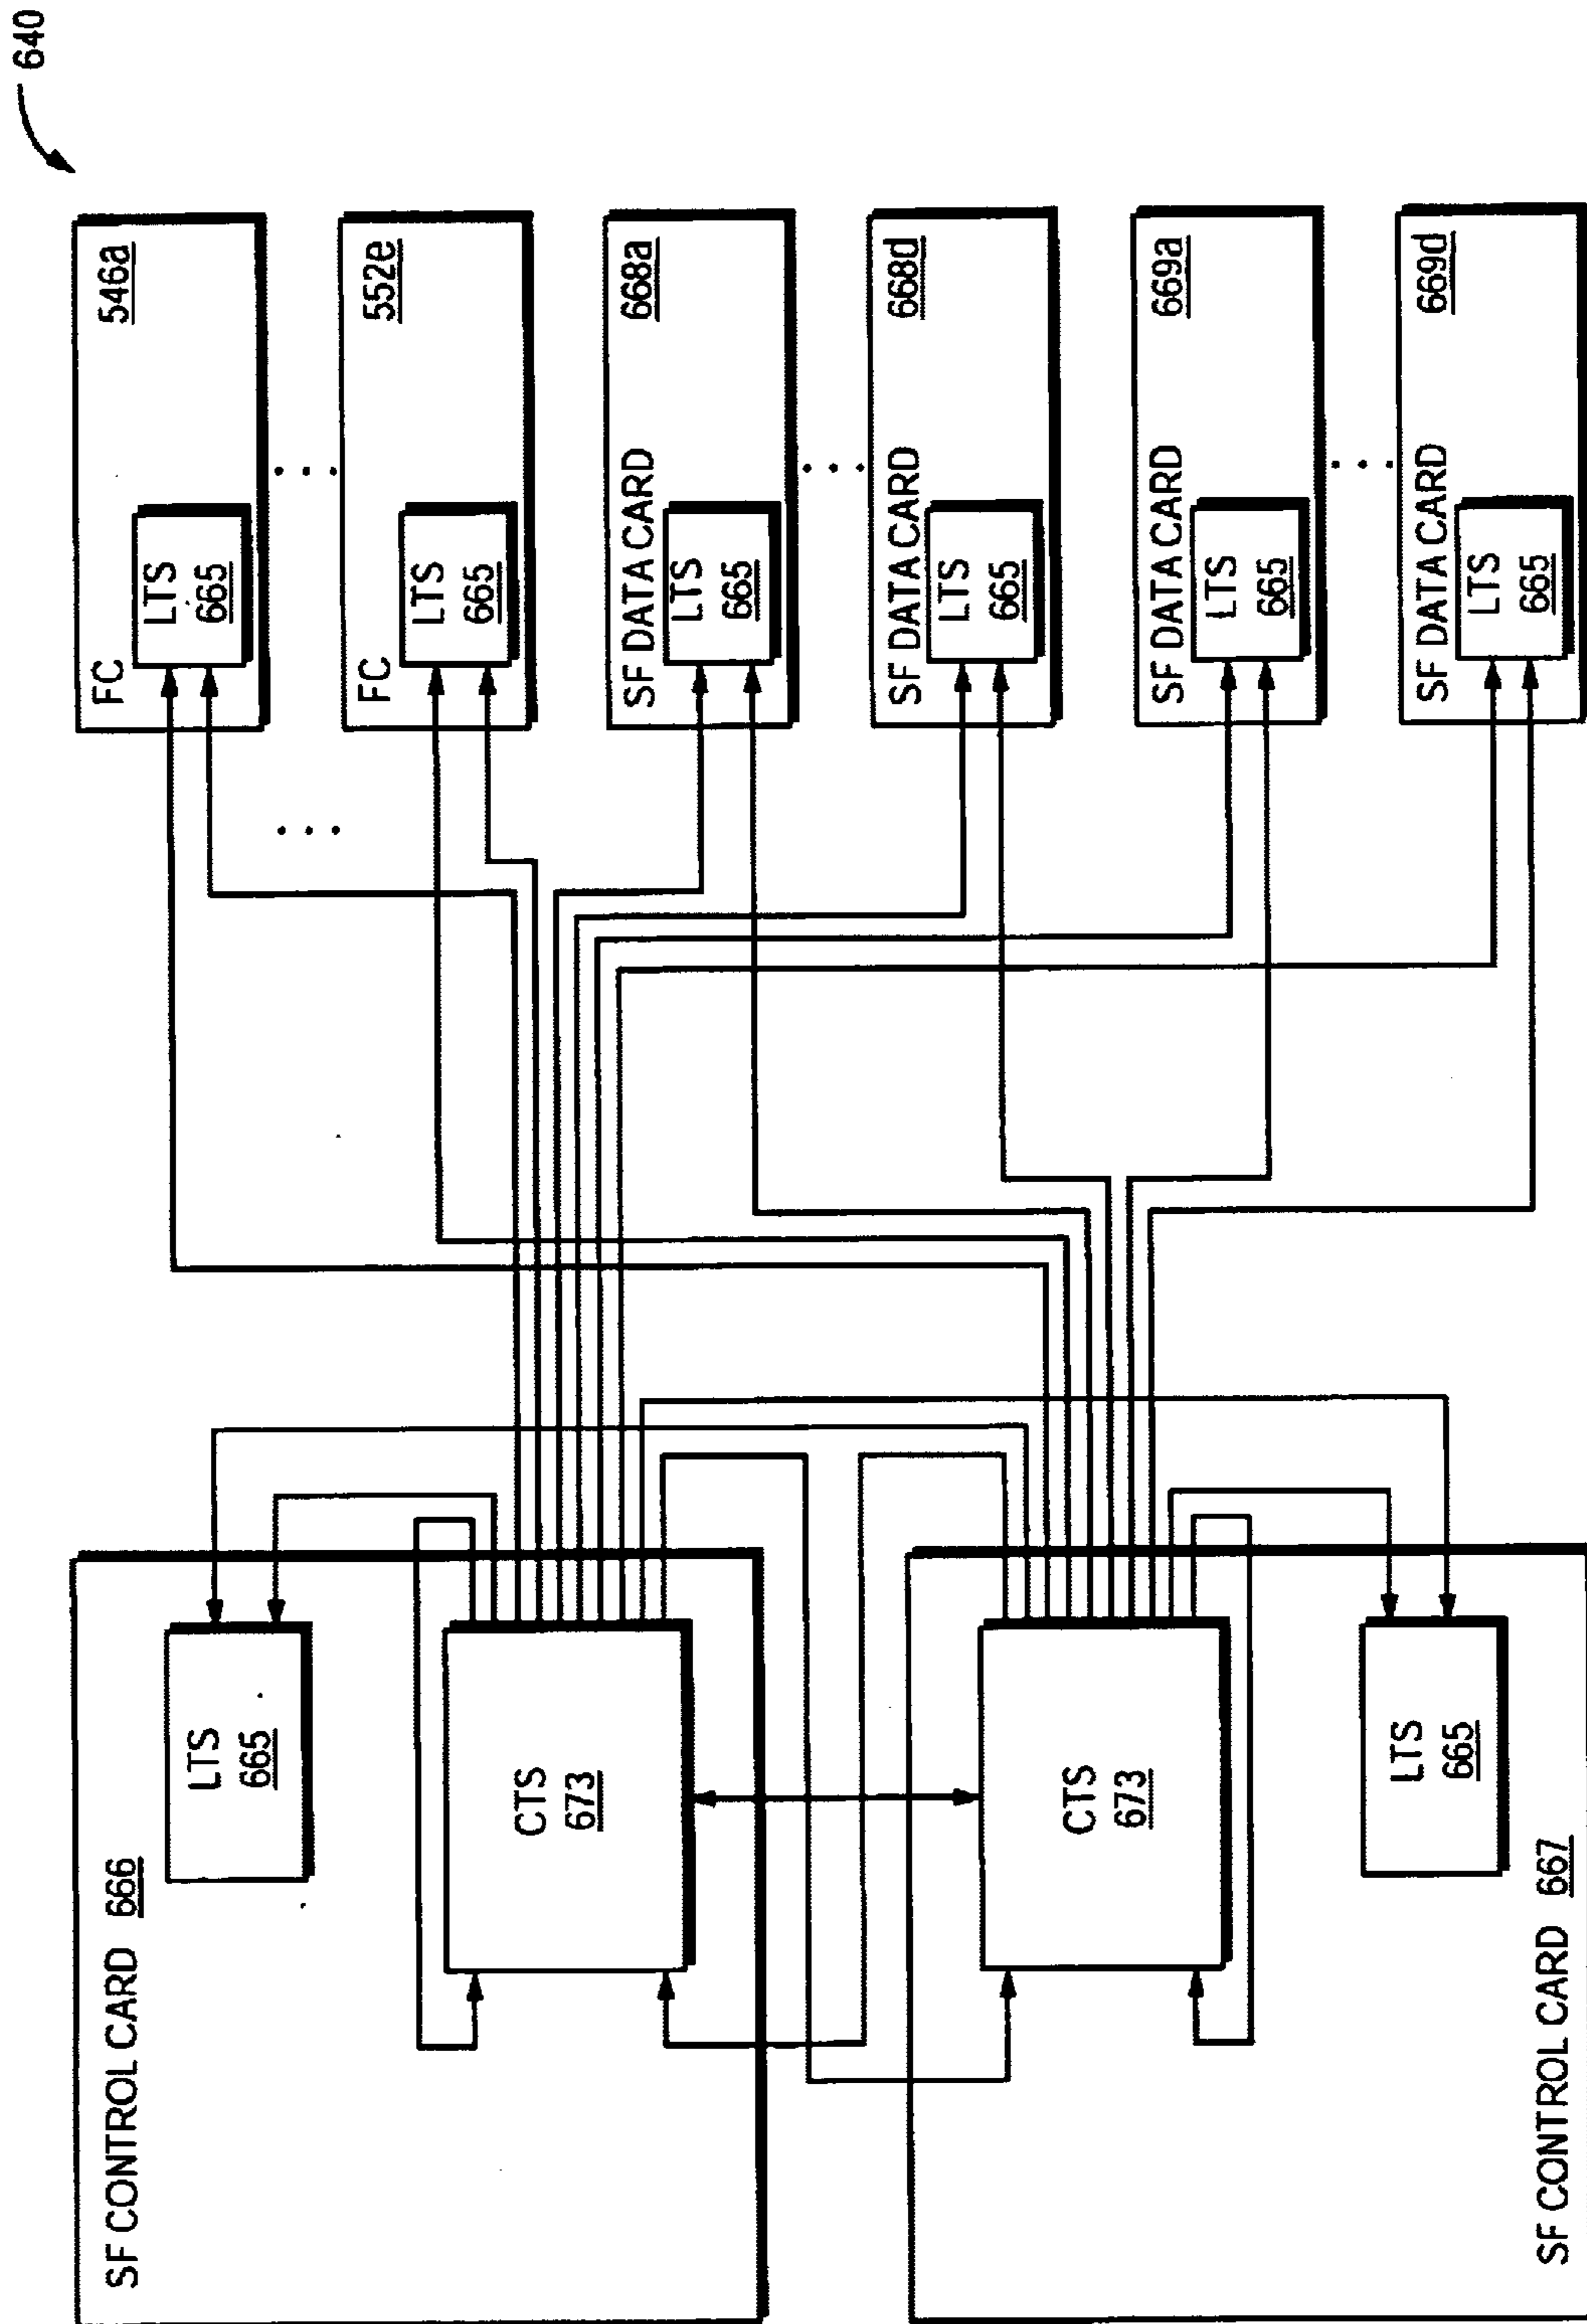 640
SF CONTROL CARD 666
LTS
665
CTS
673
CTS
673
LTS
665
SF CONTROL CARD 667
FC
546a
LTS
665
FC
552e
LTS
665
SF DATA CARD
668a
LTS
665
SF DATA CARD
668d
LTS
665
SF DATA CARD
669a
LTS
665
SF DATA CARD
669d
LTS
665